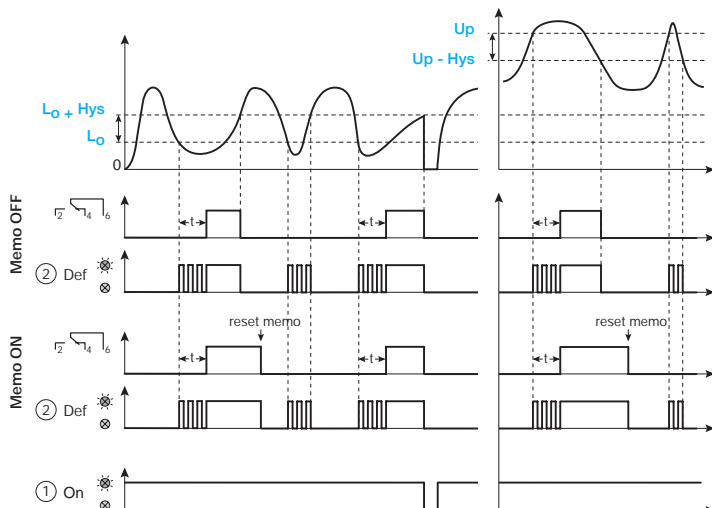 Up
Up - Hys
Lo + Hys
Lo
0
Memo OFF
2 4 6
t
t
t
2 Def
Memo ON
reset memo
reset memo
2 4 6
t
t
t
2 Def
1 On